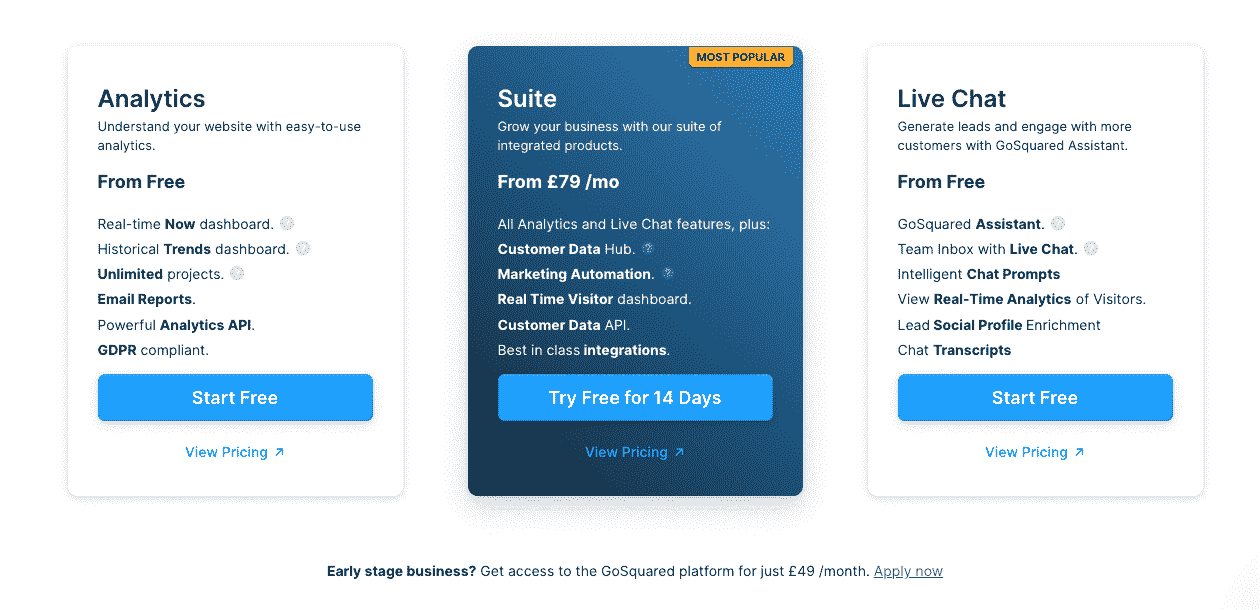 Analytics
Understand your website with easy-to-use
analytics.
From Free
Real-time Now dashboard.
Historical Trends dashboard.
Unlimited projects.
Email Reports.
Powerful Analytics API.
GDPR compliant.
Start Free
View Pricing ↗
MOST POPULAR
Suite
Grow your business with our suite of
integrated products.
From £79 /mo
All Analytics and Live Chat features, plus:
Customer Data Hub. ?
Marketing Automation. ?
Real Time Visitor dashboard.
Customer Data API.
Best in class integrations.
Try Free for 14 Days
View Pricing ↗
Live Chat
Generate leads and engage with more
customers with GoSquared Assistant.
From Free
GoSquared Assistant.
Team Inbox with Live Chat.
Intelligent Chat Prompts
View Real-Time Analytics of Visitors.
Lead Social Profile Enrichment
Chat Transcripts
Start Free
View Pricing ↗
Early stage business? Get access to the GoSquared platform for just £49 /month. Apply now